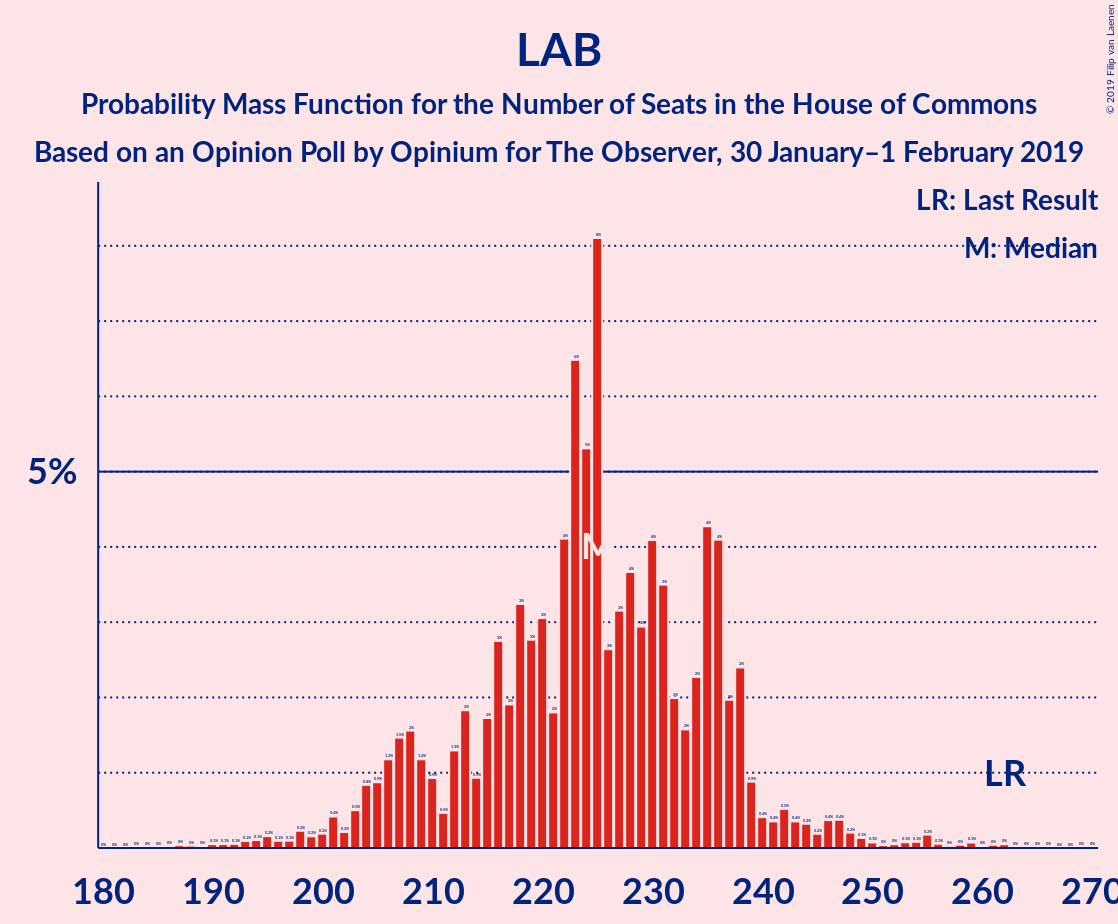 LAB
Probability Mass Function for the Number of Seats in the House of Commons
Based on an Opinion Poll by Opinium for The Observer, 30 January–1 February 2019
© 2019 Filip van Laenen
LR: Last Result
M: Median
5%
M
LR
180 190 200 210 220 230 240 250 260 270